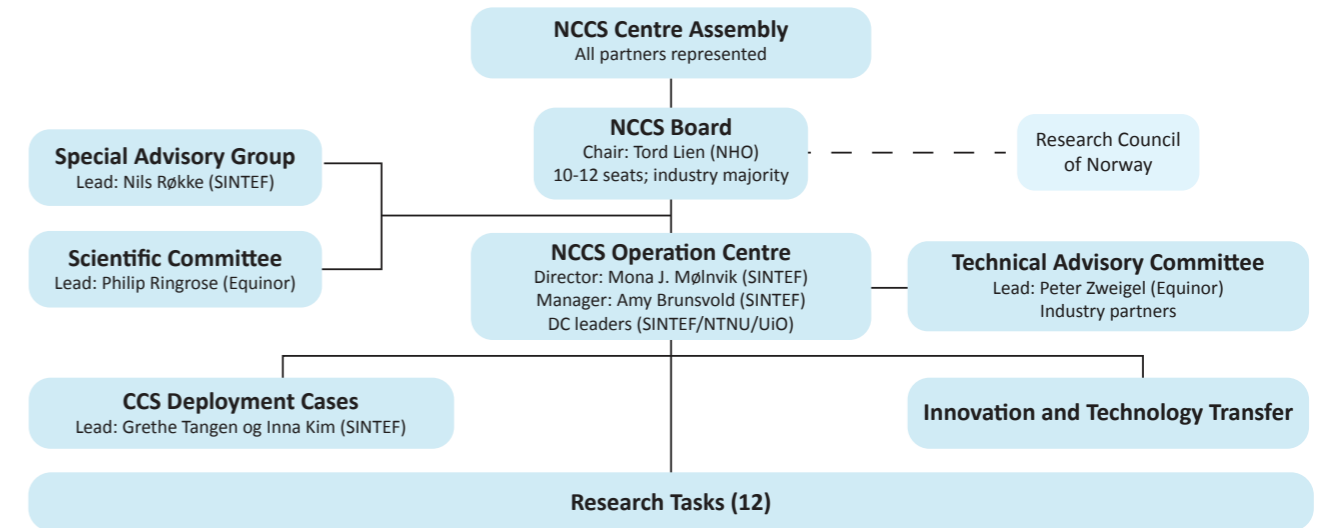 NCCS Centre Assembly
All partners represented
NCCS Board
Chair: Tord Lien (NHO)
10-12 seats; industry majority
Research Council
of Norway
Special Advisory Group
Lead: Nils Røkke (SINTEF)
Scientific Committee
Lead: Philip Ringrose (Equinor)
NCCS Operation Centre
Director: Mona J. Mølnvik (SINTEF)
Manager: Amy Brunsvold (SINTEF)
DC leaders (SINTEF/NTNU/UiO)
Technical Advisory Committee
Lead: Peter Zweigel (Equinor)
Industry partners
CCS Deployment Cases
Lead: Grethe Tangen og Inna Kim (SINTEF)
Innovation and Technology Transfer
Research Tasks (12)